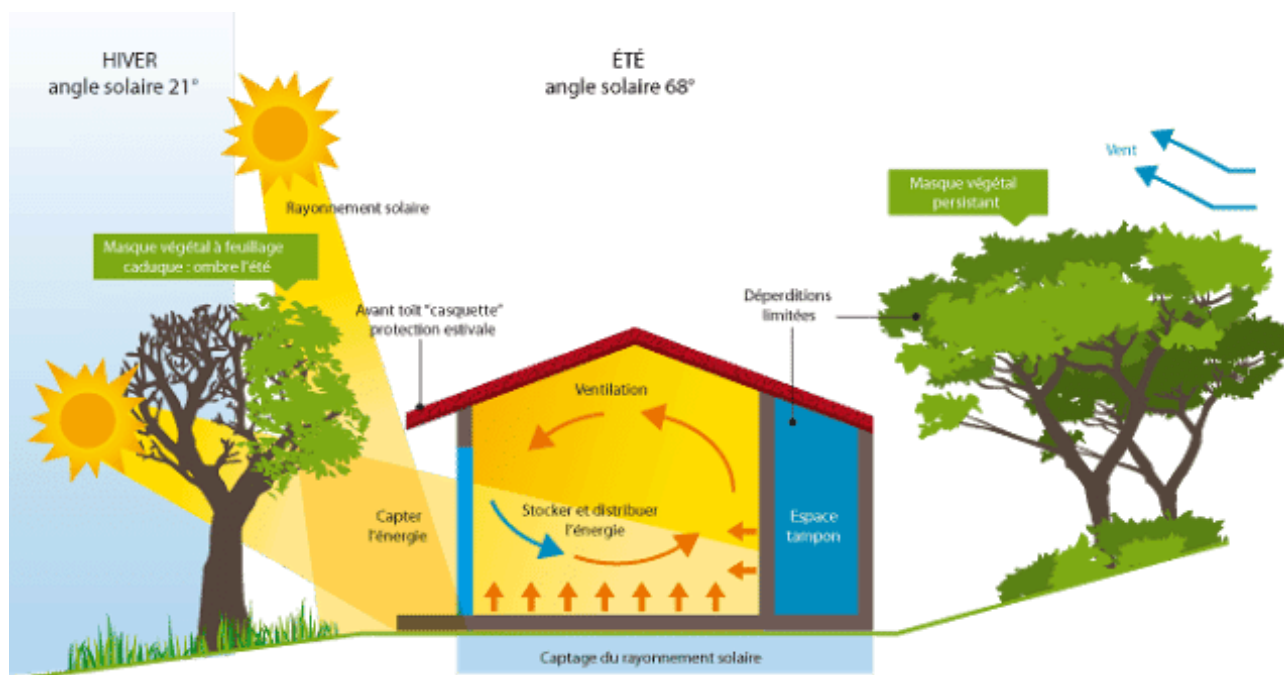 HIVER
angle solaire 21°
ÉTÉ
angle solaire 68°
Vent
Masque végétal
persistant
Rayonnement solaire
Masque végétal à feuillage
caduque : ombre l'été
Avant toît "casquette"
protection estivale
Déperditions
limitées
Ventilation
Capter
l'énergie
Stocker et distribuer
l'énergie
Espace
tampon
Captage du rayonnement solaire